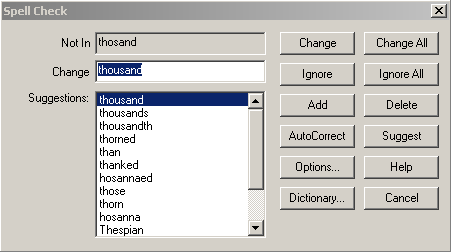 Spell Check
Not In thosand
Change thousand
Suggestions: thousand
thousands
thousandth
thorned
than
thanked
hosannaed
those
thorn
hosanna
Thespian
Change Change All
Ignore Ignore All
Add Delete
AutoCorrect Suggest
Options... Help
Dictionary... Cancel